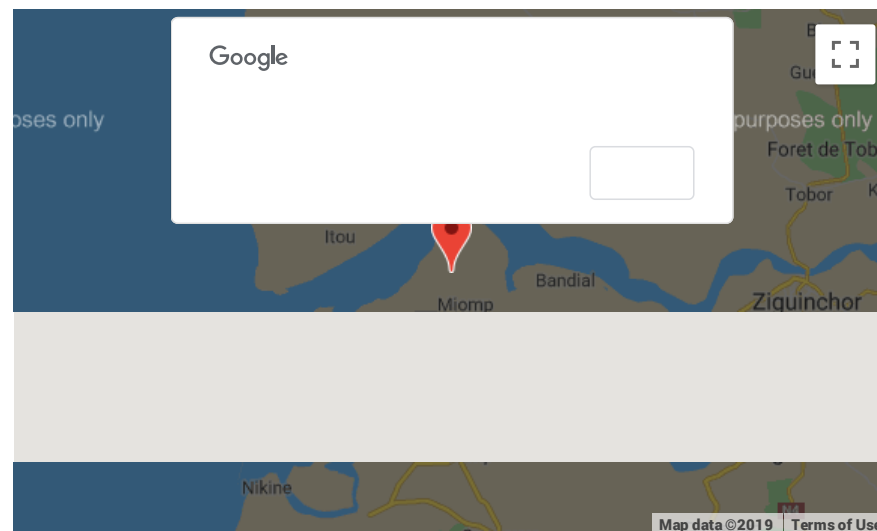 Google
oses only
purposes only
Foret de Tob
Tobor
Itou
Bandial
Miomp
Ziguinchor
Nikine
N4
Map data ©2019
Terms of Use